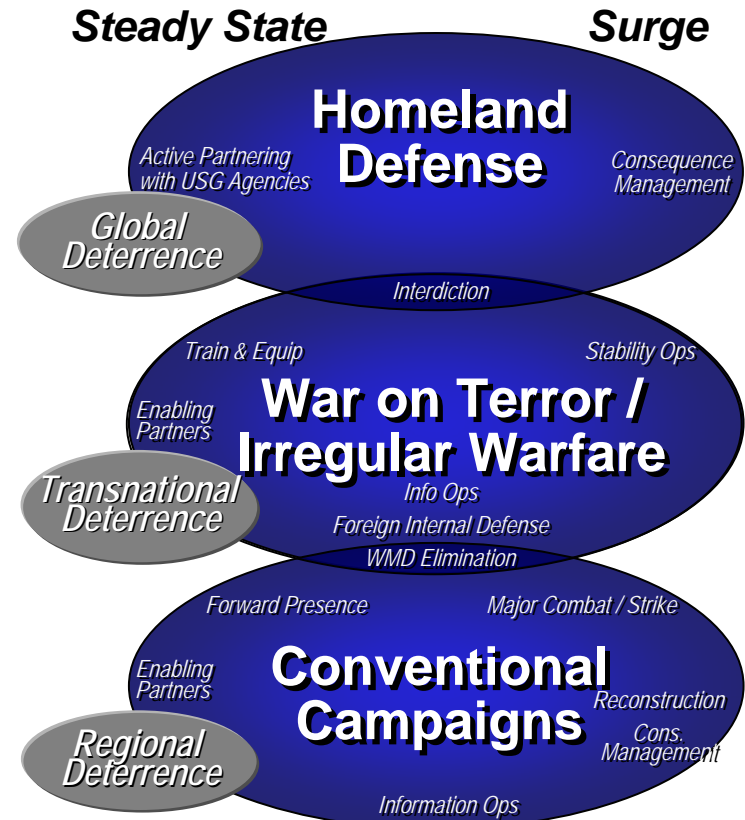 Steady State
Surge
Homeland
Defense
Active Partnering
with USG Agencies
Consequence
Management
Global
Deterrence
Interdiction
Train & Equip
Stability Ops
War on Terror /
Irregular Warfare
Enabling
Partners
Transnational
Deterrence
Info Ops
Foreign Internal Defense
WMD Elimination
Forward Presence
Major Combat / Strike
Conventional
Campaigns
Enabling
Partners
Reconstruction
Cons.
Management
Regional
Deterrence
Information Ops